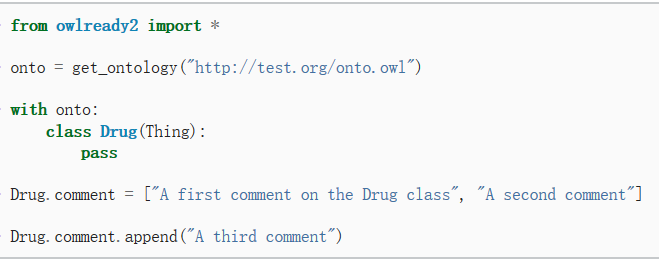 from owlready2 import *
onto = get_ontology("http://test.org/onto.owl")
with onto:
    class Drug(Thing):
        pass
Drug.comment = ["A first comment on the Drug class", "A second comment"]
Drug.comment.append("A third comment")